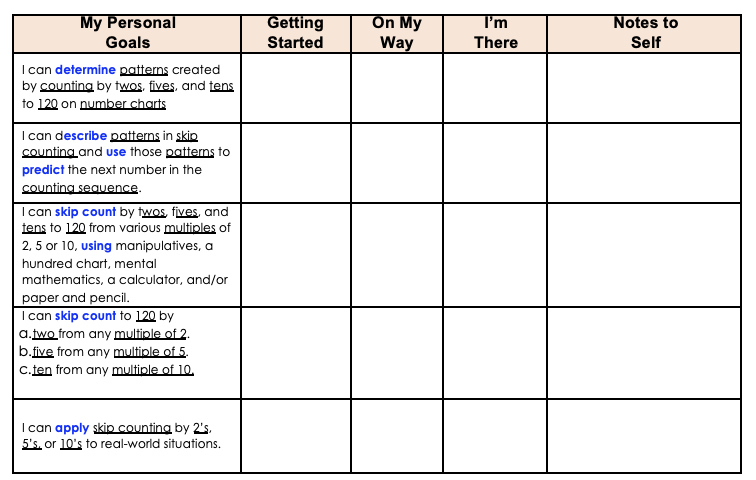 My Personal Goals
Getting Started
On My Way
I'm There
Notes to Self
I can determine patterns created
by counting by twos, fives, and tens
to 120 on number charts
I can describe patterns in skip
counting and use those patterns to
predict the next number in the
counting sequence.
I can skip count by twos, fives, and
tens to 120 from various multiples of
2, 5 or 10, using manipulatives, a
hundred chart, mental
mathematics, a calculator, and/or
paper and pencil.
I can skip count to 120 by
a.two from any multiple of 2.
b.five from any multiple of 5.
c.ten from any multiple of 10.
I can apply skip counting by 2's,
5's, or 10's to real-world situations.